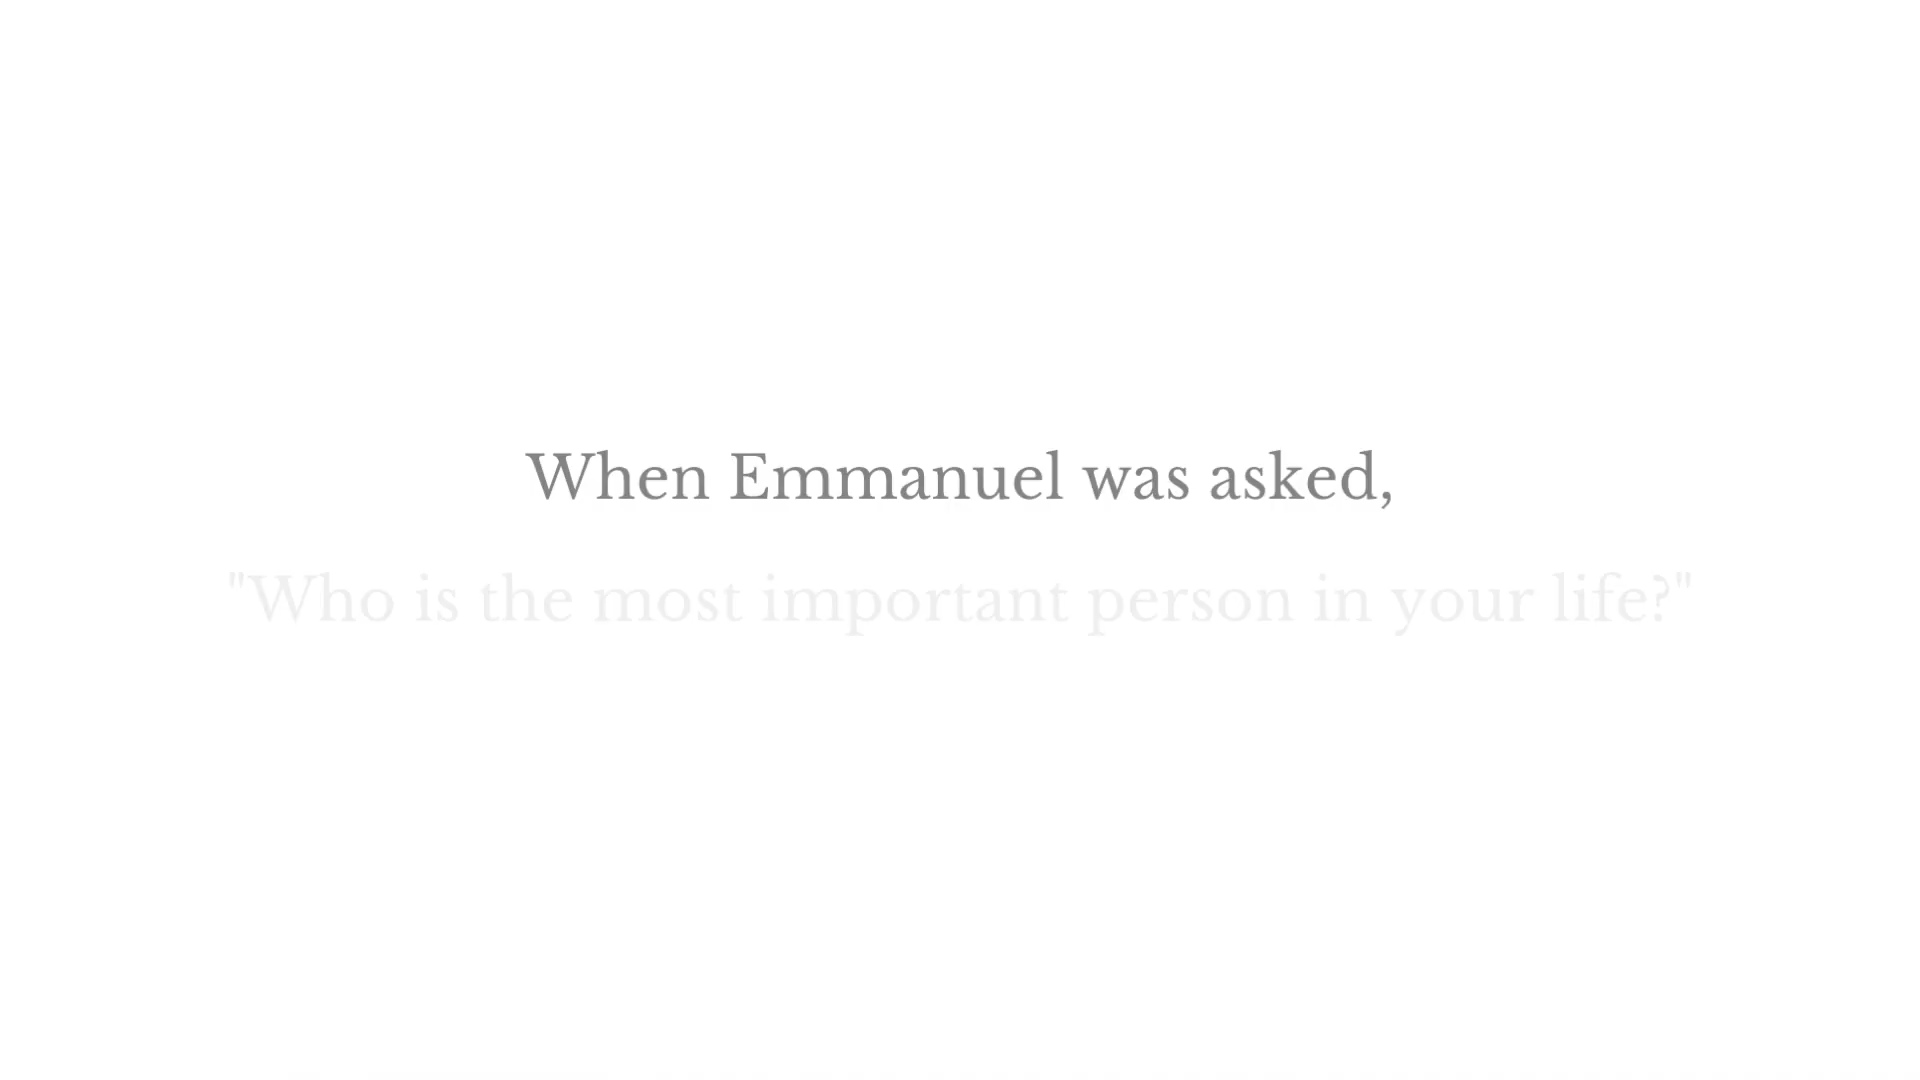 When Emmanuel was asked,
"Who is the most important person in your life?"